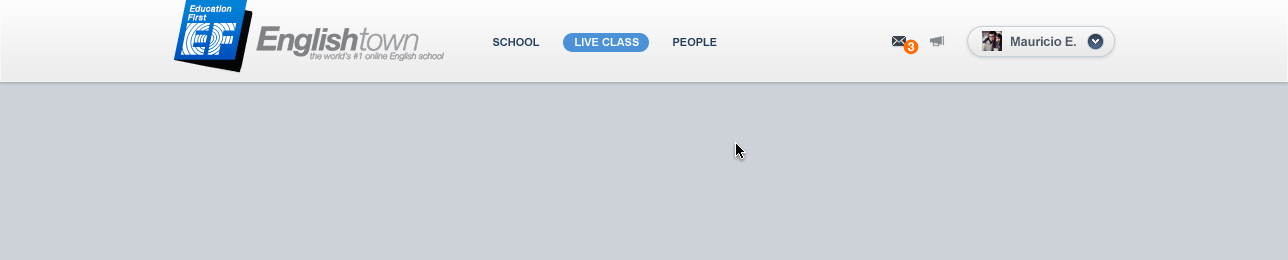 Education
First
EF
Englishtown
the world's #1 online English school
SCHOOL LIVE CLASS PEOPLE
3
Mauricio E.